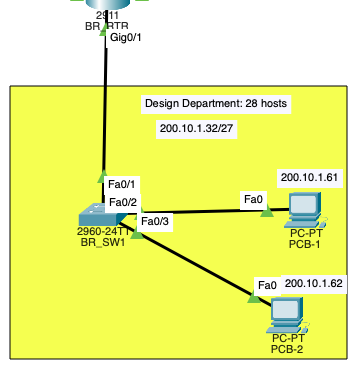 2911
BR_RTR
Gig0/1
Design Department: 28 hosts
200.10.1.32/27
200.10.1.61
Fa0/1
Fa0
Fa0/2
Fa0/3
2960-24TT
BR_SW1
PC-PT
PCB-1
Fa0
200.10.1.62
PC-PT
PCB-2